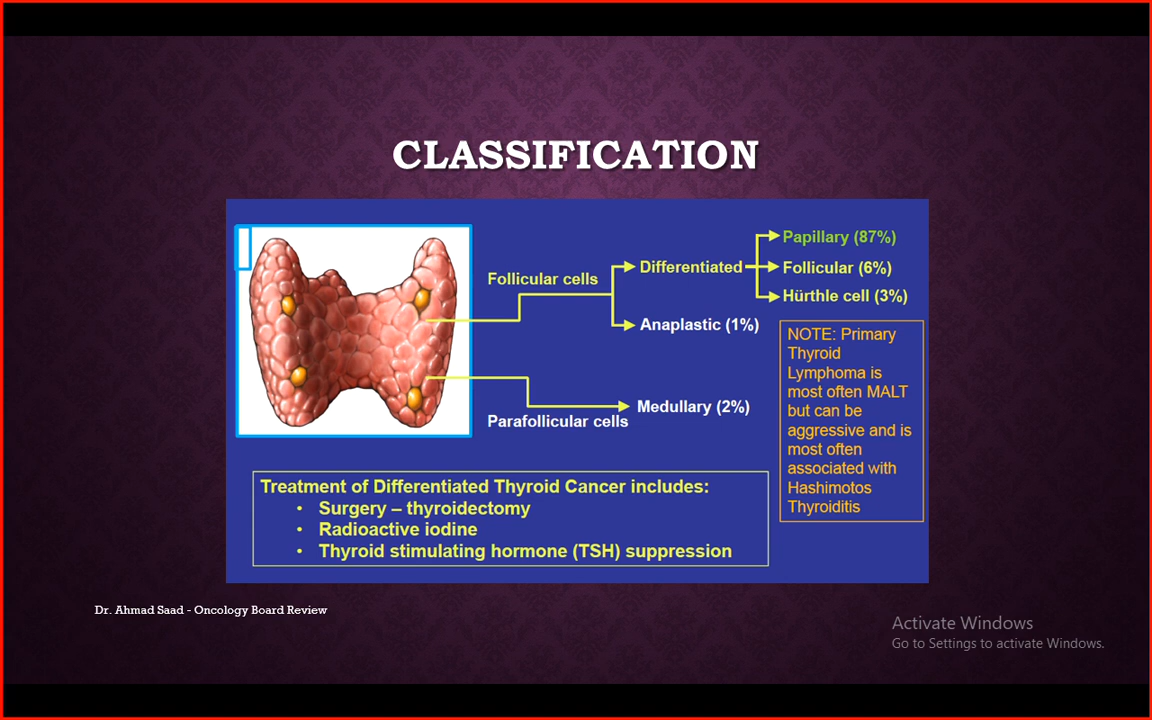 CLASSIFICATION
Follicular cells
Differentiated
Papillary (87%)
Follicular (6%)
Hürthle cell (3%)
Anaplastic (1%)
Parafollicular cells
Medullary (2%)
NOTE: Primary
Thyroid
Lymphoma is
most often MALT
but can be
aggressive and is
most often
associated with
Hashimotos
Thyroiditis
Treatment of Differentiated Thyroid Cancer includes:
• Surgery – thyroidectomy
• Radioactive iodine
• Thyroid stimulating hormone (TSH) suppression
Dr. Ahmad Saad - Oncology Board Review
Activate Windows
Go to Settings to activate Windows.